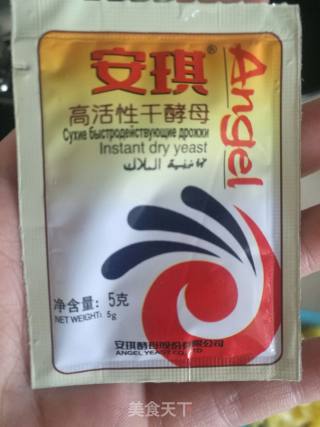 安琪®
Angel
高活性干酵母
Сухие быстродействующие дрожжи
Instant dry yeast
净含量: 5克
NET WEIGHT: 5g
安琪酵母股份有限公司
ANGEL YEAST CO., LTD
美食天下